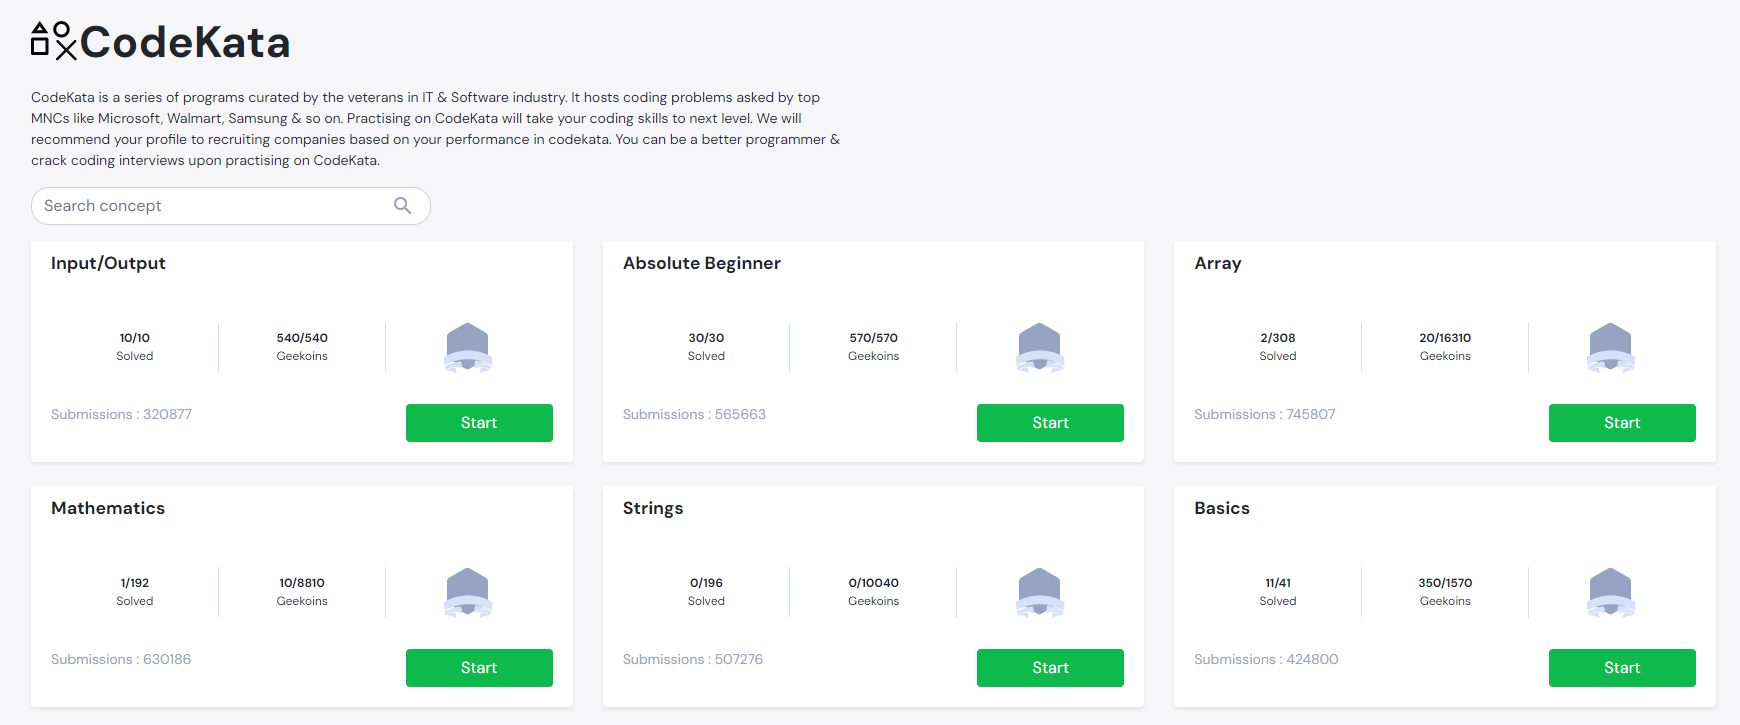 CodeKata
CodeKata is a series of programs curated by the veterans in IT & Software industry. It hosts coding problems asked by top
MNCs like Microsoft, Walmart, Samsung & so on. Practising on CodeKata will take your coding skills to next level. We will
recommend your profile to recruiting companies based on your performance in codekata. You can be a better programmer &
crack coding interviews upon practising on CodeKata.
Search concept
Input/Output
10/10
Solved
540/540
Geekoins
Submissions : 320877
Start
Absolute Beginner
30/30
Solved
570/570
Geekoins
Submissions : 565663
Start
Array
2/308
Solved
20/16310
Geekoins
Submissions : 745807
Start
Mathematics
1/192
Solved
10/8810
Geekoins
Submissions : 630186
Start
Strings
0/196
Solved
0/10040
Geekoins
Submissions : 507276
Start
Basics
11/41
Solved
350/1570
Geekoins
Submissions : 424800
Start